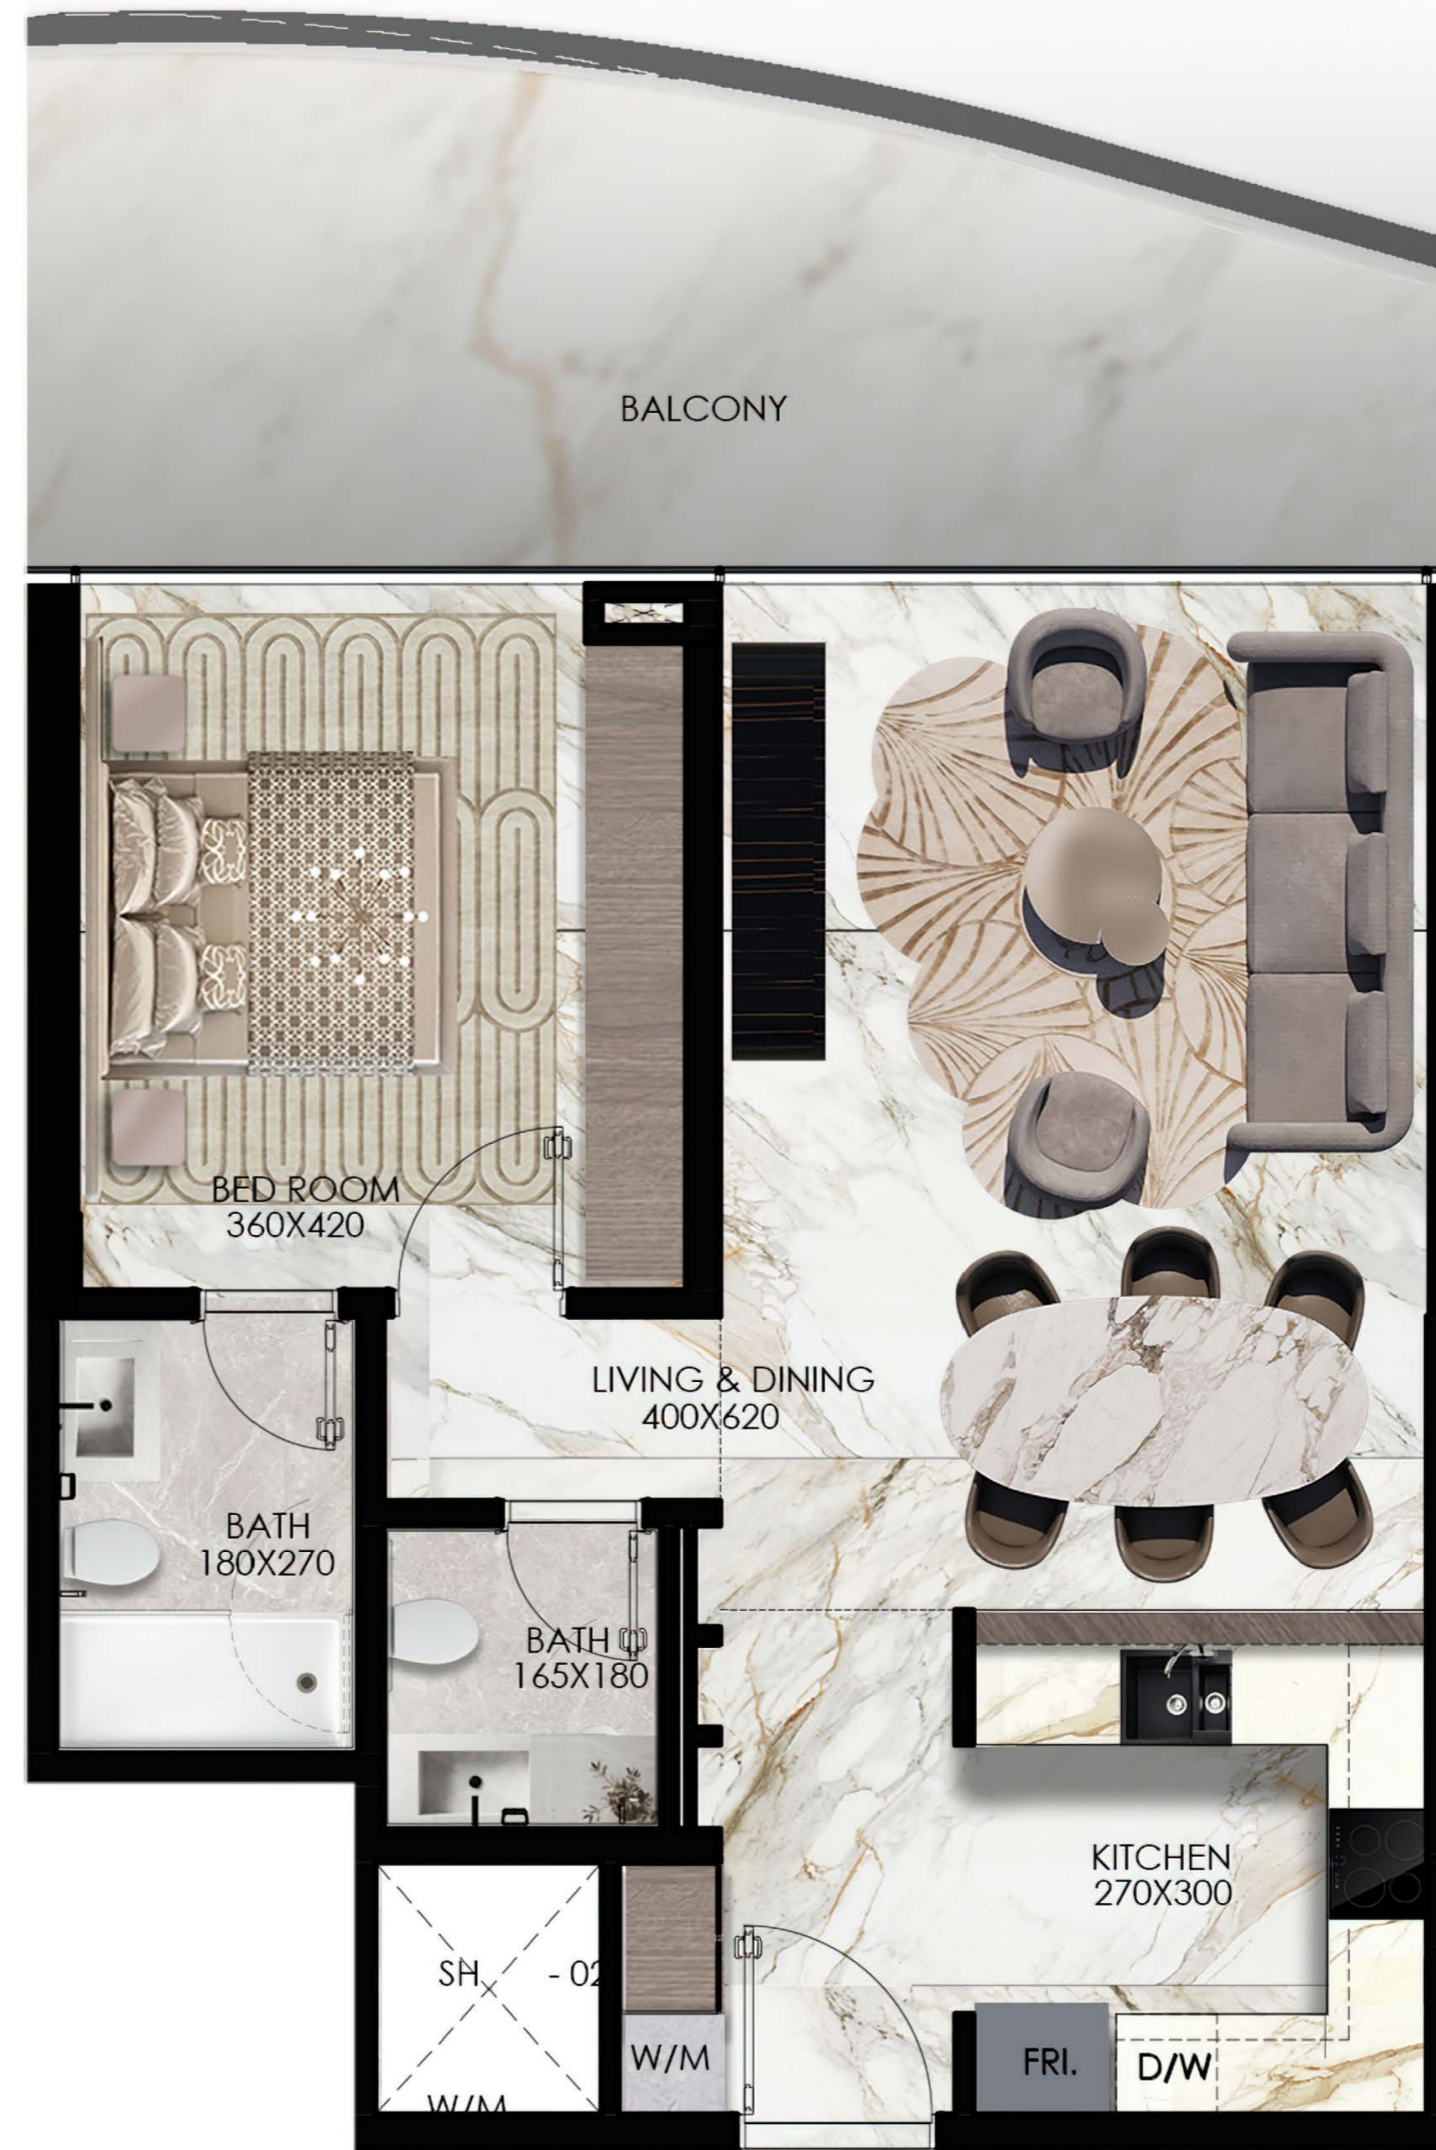 BALCONY
BED ROOM
360X420
LIVING & DINING
400X620
BATH
180X270
BATH
165X180
KITCHEN
270X300
SH - 02
W/M
FRI.
D/W
W/M